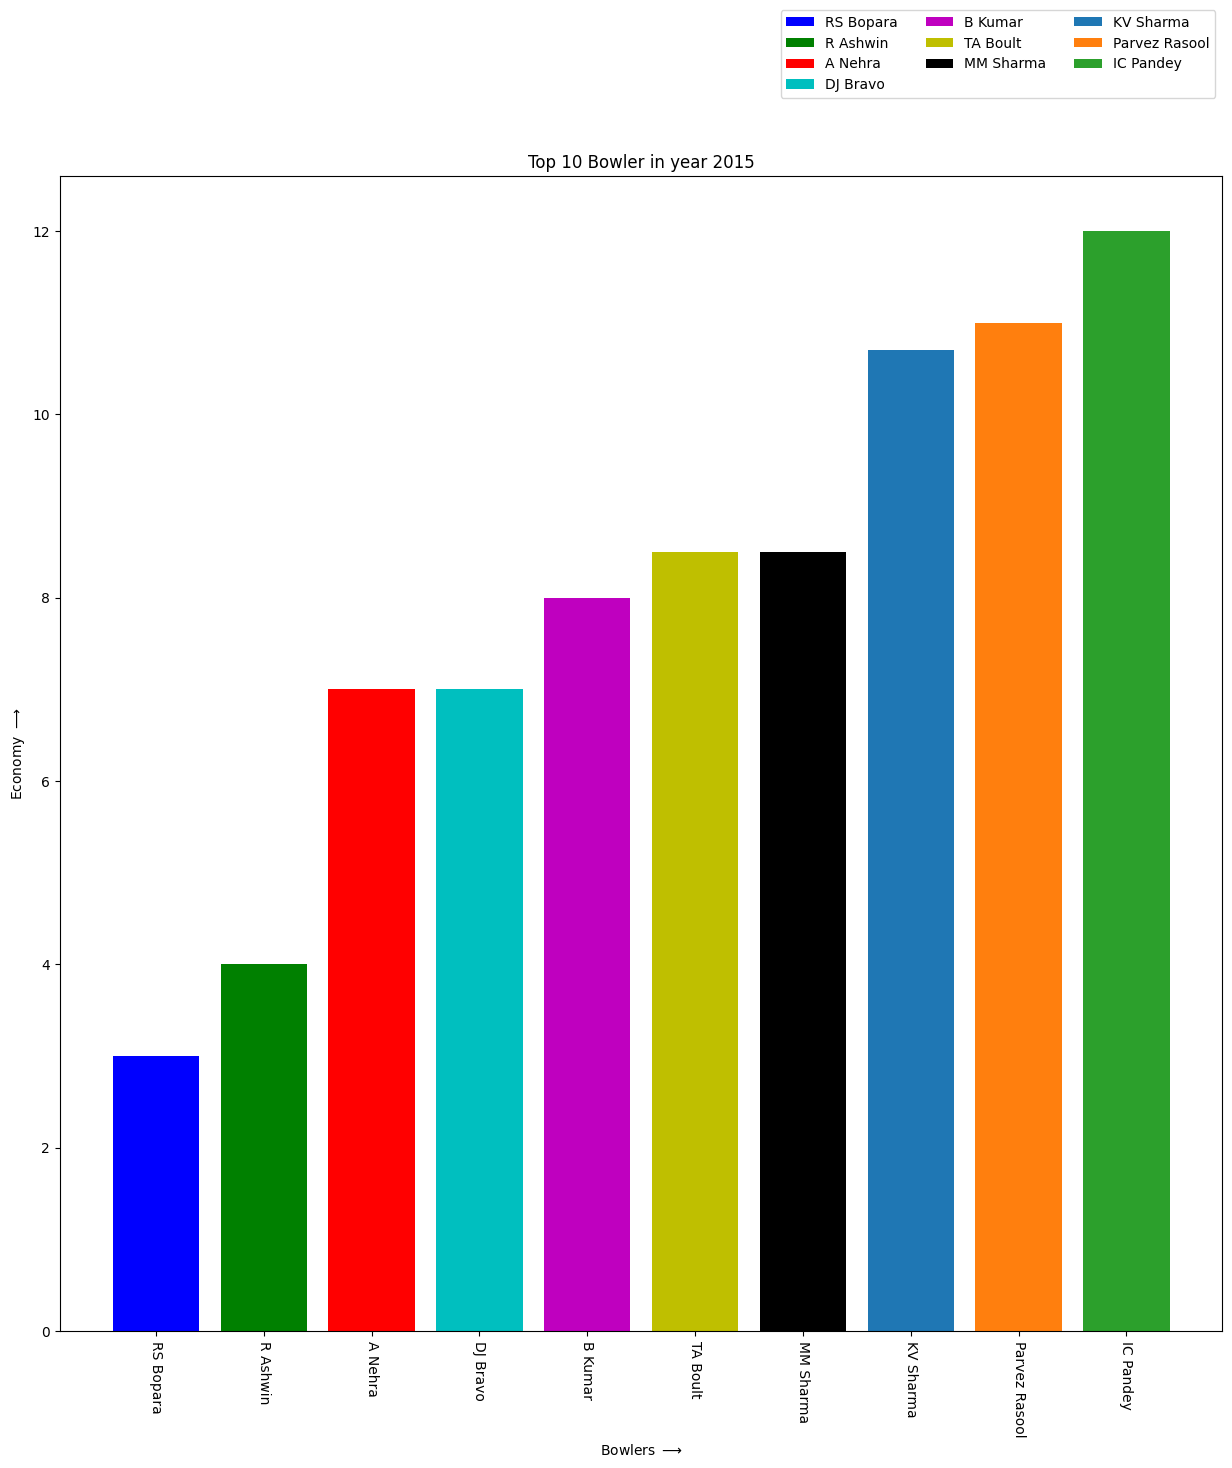 RS Bopara
R Ashwin
A Nehra
DJ Bravo
B Kumar
TA Boult
MM Sharma
KV Sharma
Parvez Rasool
IC Pandey
Top 10 Bowler in year 2015
12
10
8
6
4
2
0
Economy ⟶
RS Bopara
R Ashwin
A Nehra
DJ Bravo
B Kumar
TA Boult
MM Sharma
KV Sharma
Parvez Rasool
IC Pandey
Bowlers ⟶